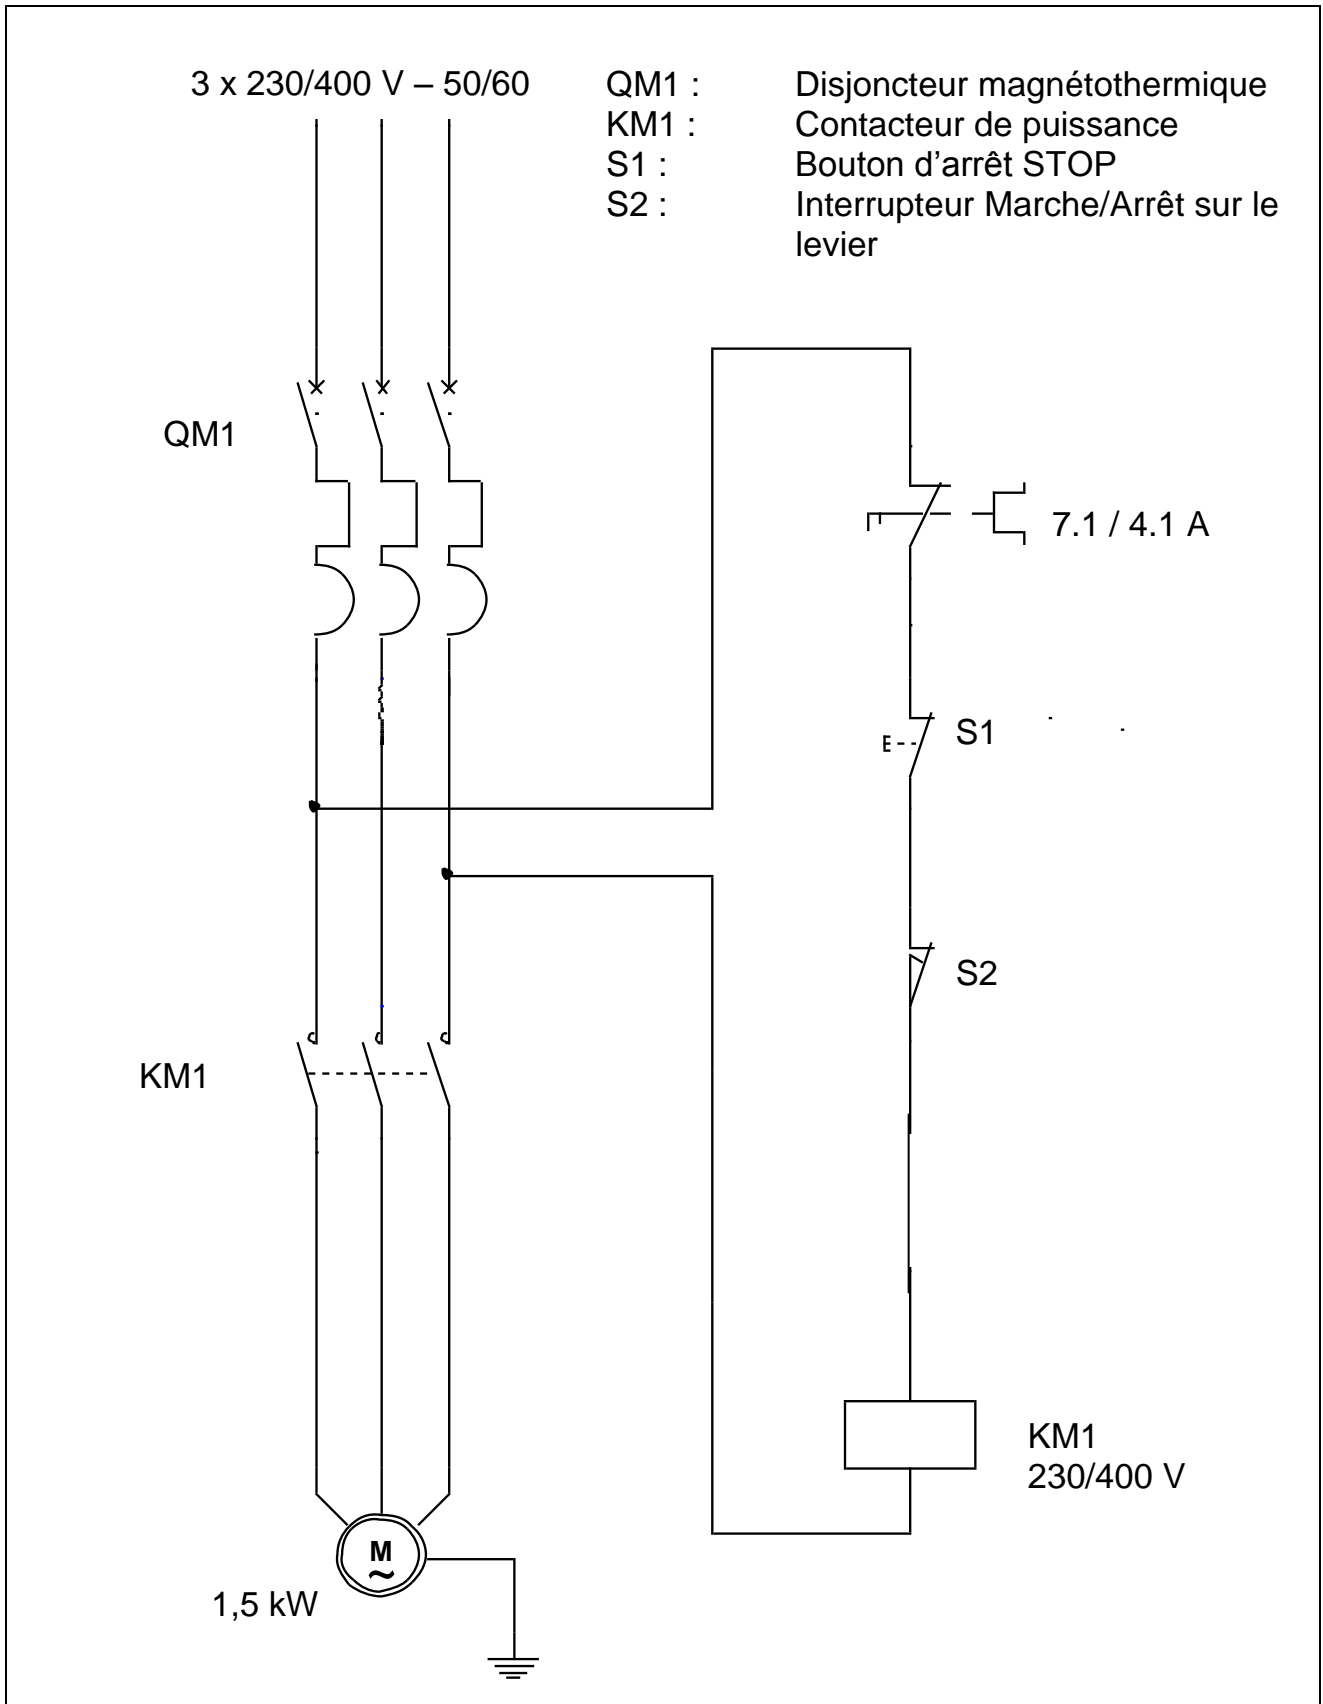 3 x 230/400 V – 50/60
QM1 : Disjoncteur magnétothermique
KM1 : Contacteur de puissance
S1 : Bouton d’arrêt STOP
S2 : Interrupteur Marche/Arrêt sur le
levier
QM1
7.1 / 4.1 A
S1
S2
KM1
KM1
230/400 V
M
~
1,5 kW